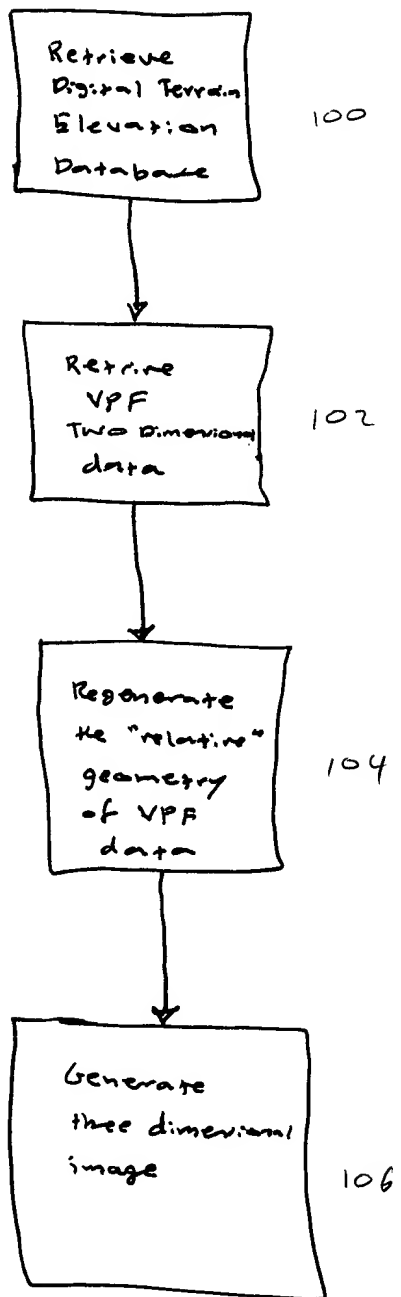 Retrieve
Digital Terrain
Elevation
Database
100
Retrieve
VPF
Two Dimensional
data
102
Regenerate
the "relative"
geometry
of VPF
data
104
Generate
three dimensional
image
106